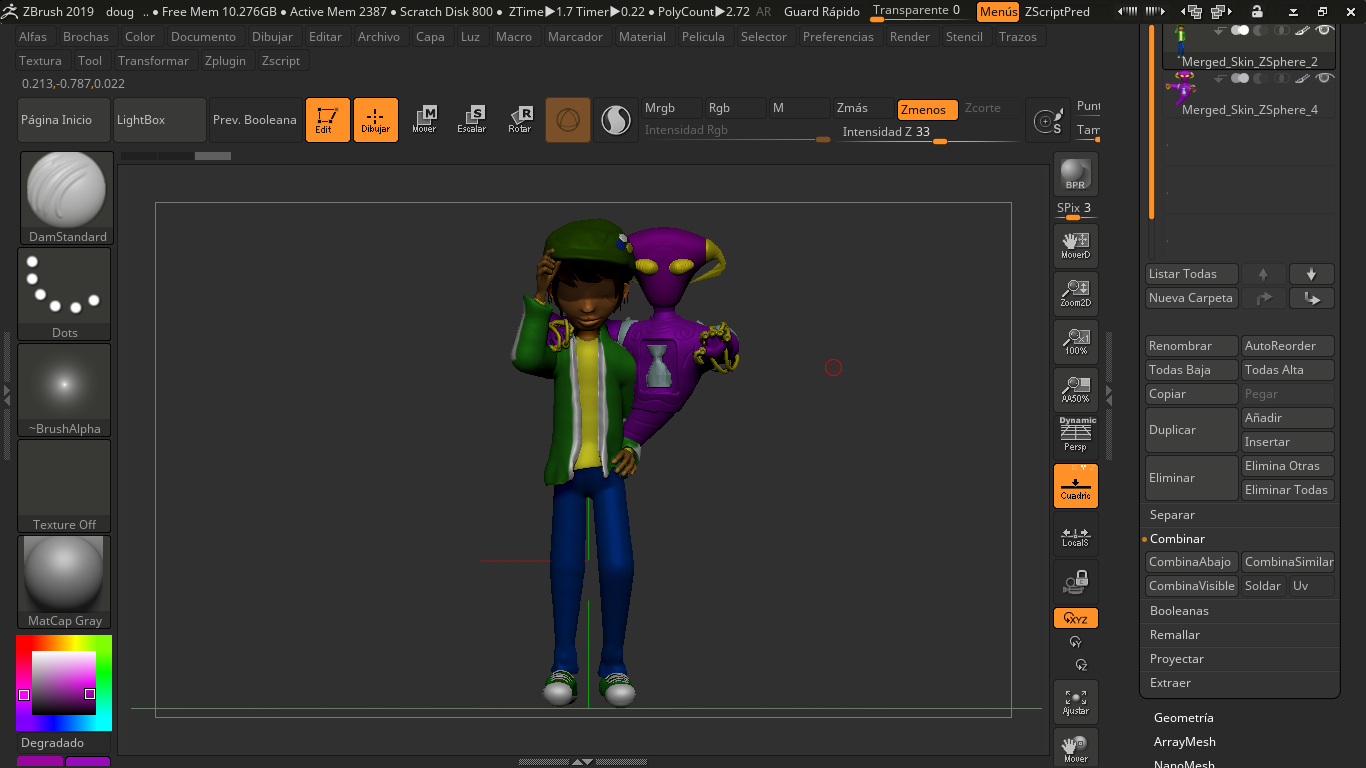 ZBrush 2019 doug .. • Free Mem 10.276GB • Active Mem 2387 • Scratch Disk 800 • ZTime▶1.7 Timer▶0.22 • PolyCount▶2.72 AR Guard Rápido Transparente 0 Menús ZScriptPred
Alfas Brochas Color Documento Dibujar Editar Archivo Capa Luz Macro Marcador Material Pelicula Selector Preferencias Render Stencil Trazos
Textura Tool Transformar Zplugin Zscript
0.213,-0.787,0.022
Página Inicio LightBox Prev. Booleana Edit Dibujar Mover Escalar Rotar
Mrgb Rgb M Zmás Zmenos Zcorte Punt
Intensidad Rgb Intensidad Z 33 Tam
DamStandard
Dots
~BrushAlpha
Texture Off
MatCap Gray
Degradado
BPR
SPix 3
MoverD
Zoom2D
100%
AA50%
Dynamic
Persp
Cuadric
LocalS
XYZ
Y
Z
Ajustar
Mover
Merged_Skin_ZSphere_2
Merged_Skin_ZSphere_4
Listar Todas
Nueva Carpeta
Renombrar AutoReorder
Todas Baja Todas Alta
Copiar Pegar
Duplicar Añadir
Insertar
Eliminar Elimina Otras
Eliminar Todas
Separar
Combinar
CombinaAbajo CombinaSimilar
CombinaVisible Soldar Uv
Booleanas
Remallar
Proyectar
Extraer
Geometría
ArrayMesh
NanoMesh